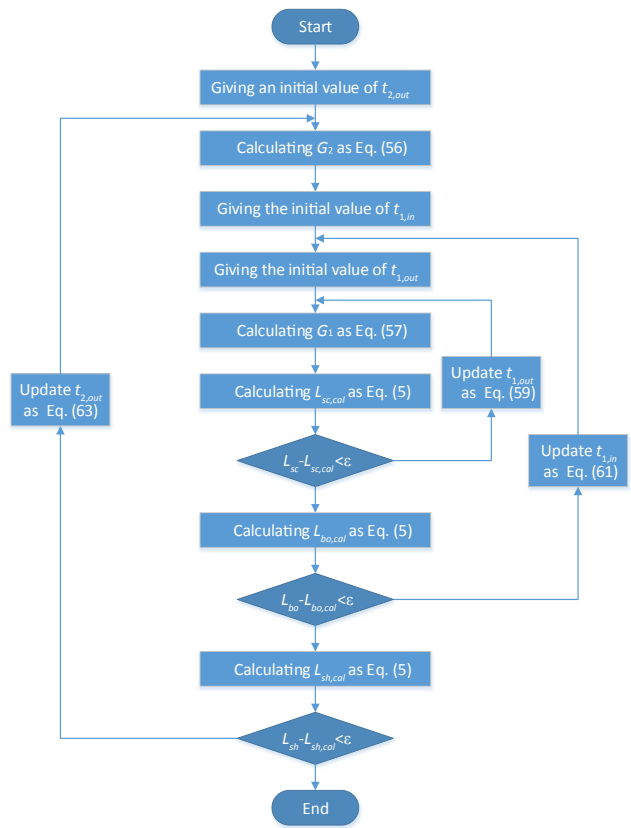 Start
Giving an initial value of t2,out
Calculating G2 as Eq. (56)
Giving the initial value of t1,in
Giving the initial value of t1,out
Calculating G1 as Eq. (57)
Update t1,out
as Eq. (59)
Update t2,out
as Eq. (63)
Calculating Lsc,cal as Eq. (5)
Lsc-Lsc,cal<ε
Update t1,in
as Eq. (61)
Calculating Lbo,cal as Eq. (5)
Lbo-Lbo,cal<ε
Calculating Lsh,cal as Eq. (5)
Lsh-Lsh,cal<ε
End